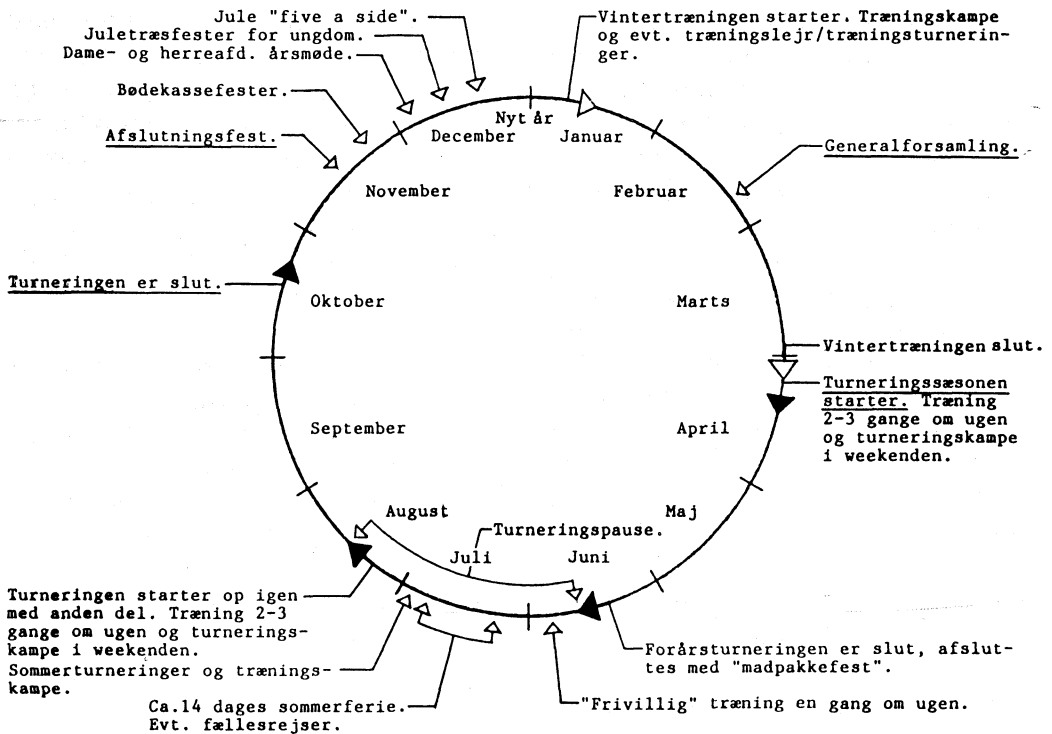 Jule "five a side".
Juletræsfester for ungdom.
Dame- og herreafd. årsmøde.
Bødekassefester.
Afslutningsfest.
Turneringen er slut.
Vintertræningen starter. Træningskampe
og evt. træningslejr/træningsturnerin-
ger.
Generalforsamling.
Vintertræningen slut.
Turneringssæsonen
starter. Træning
2-3 gange om ugen
og turneringskampe
i weekenden.
Nyt år
December
Januar
November
Februar
Oktober
Marts
September
April
August
Maj
Turneringspause.
Juli
Juni
Turneringen starter op igen
med anden del. Træning 2-3
gange om ugen og turnerings-
kampe i weekenden.
Sommerturneringer og trænings-
kampe.
Ca.14 dages sommerferie.
Evt. fællesrejser.
Forårsturneringen er slut, afslut-
tes med "madpakkefest".
"Frivillig" træning en gang om ugen.